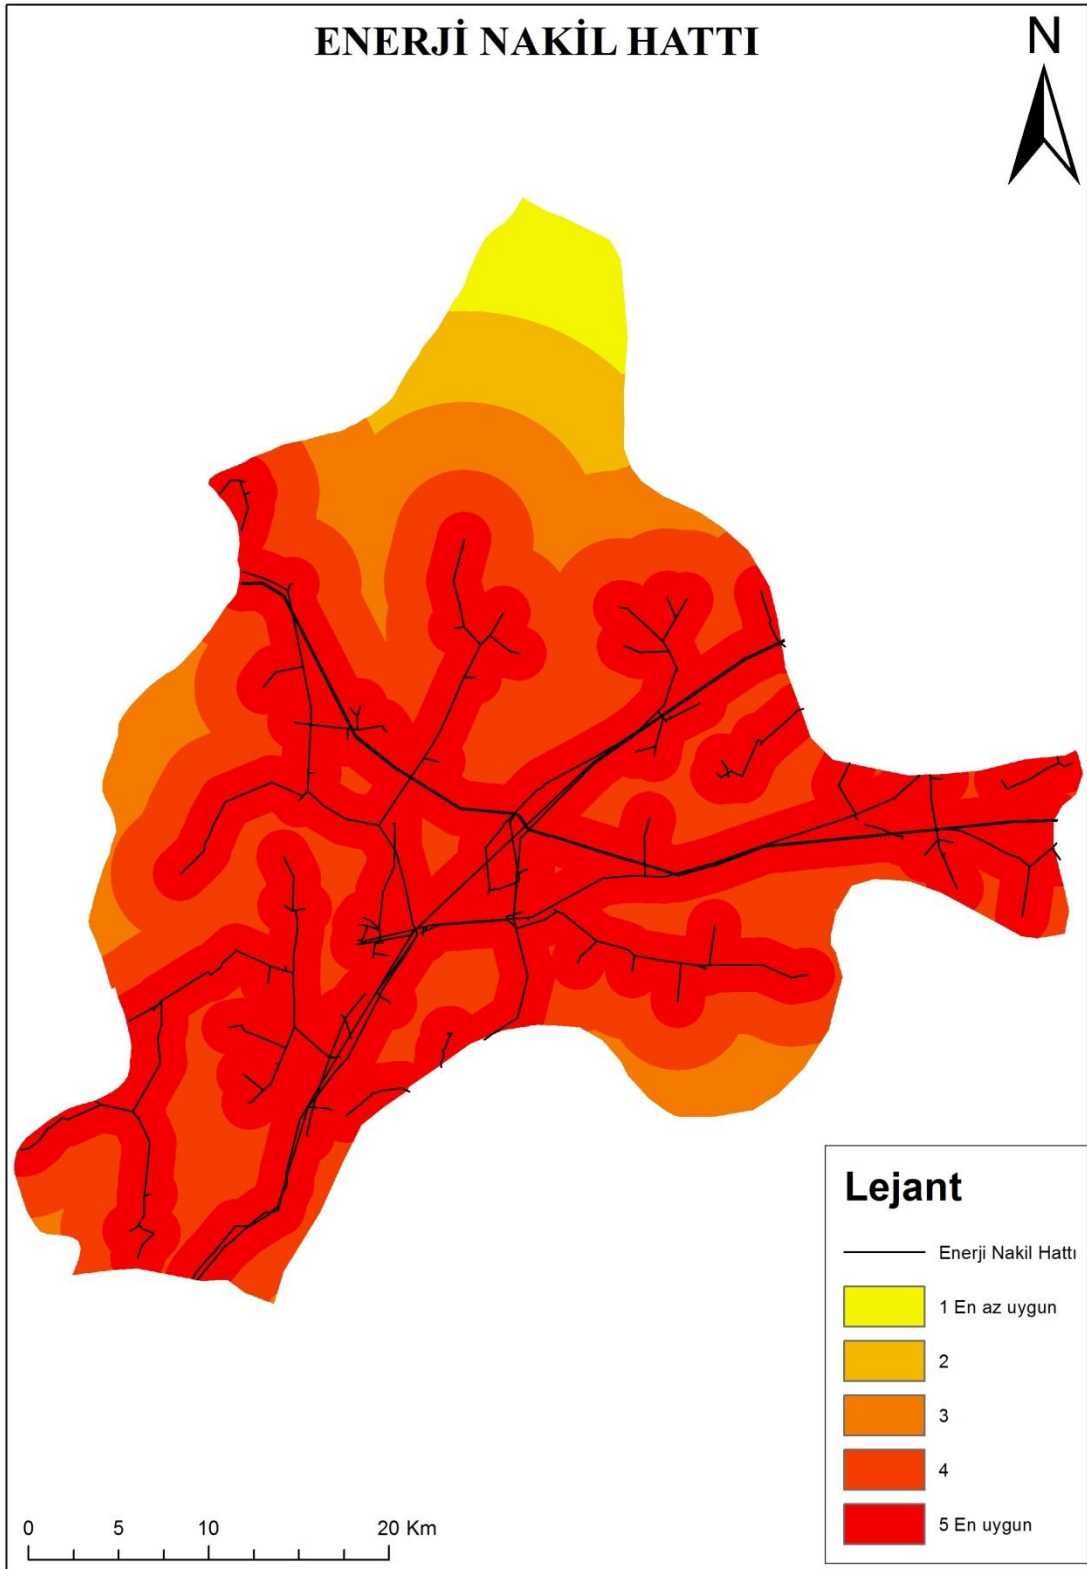 ENERJİ NAKİL HATTI
N
Lejant
Enerji Nakil Hattı
1 En az uygun
2
3
4
5 En uygun
0 5 10 20 Km